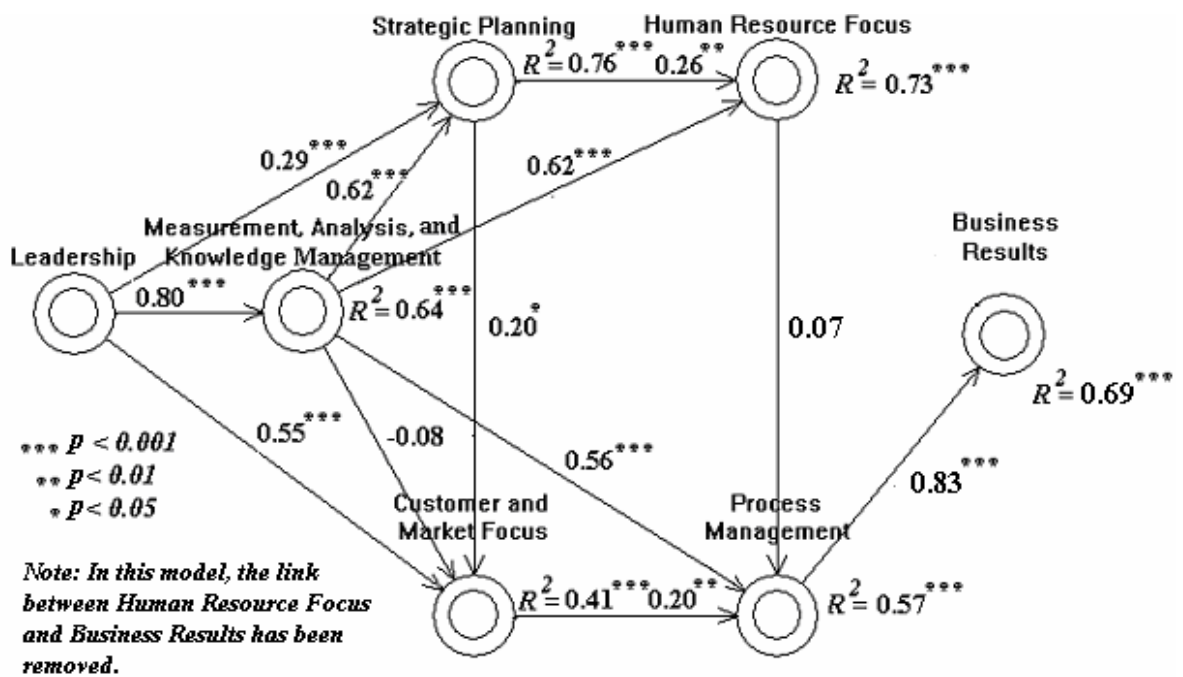 Strategic Planning
Human Resource Focus
R² = 0.76*** 0.26**
R² = 0.73***
0.29***
0.62***
0.62***
Measurement, Analysis, and
Knowledge Management
Leadership
Business
Results
0.80***
R² = 0.64***
0.20*
0.07
R² = 0.69***
0.55***
-0.08
0.56***
0.83***
*** p < 0.001
** p < 0.01
* p < 0.05
Customer and
Market Focus
Process
Management
R² = 0.41*** 0.20**
R² = 0.57***
Note: In this model, the link
between Human Resource Focus
and Business Results has been
removed.